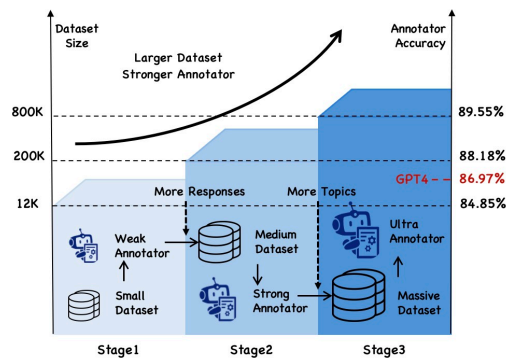 Dataset
Size
Annotator
Accuracy
Larger Dataset
Stronger Annotator
800K
89.55%
200K
88.18%
GPT4
86.97%
12K
84.85%
More Responses
More Topics
Weak
Annotator
Medium
Dataset
Ultra
Annotator
Small
Dataset
Strong
Annotator
Massive
Dataset
Stage1
Stage2
Stage3